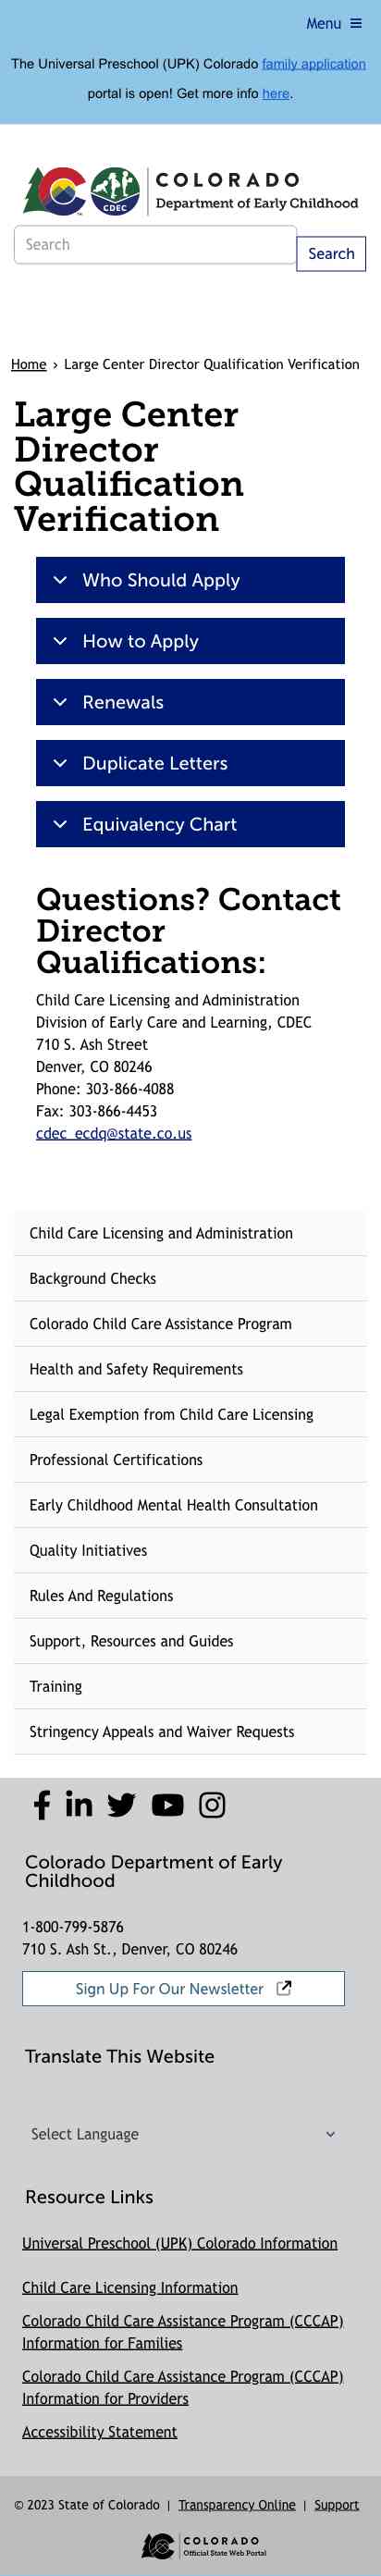 Menu
The Universal Preschool (UPK) Colorado family application
portal is open! Get more info here.
COLORADO
CDEC
Department of Early Childhood
Search
Search
Home › Large Center Director Qualification Verification
Large Center
Director
Qualification
Verification
Who Should Apply
How to Apply
Renewals
Duplicate Letters
Equivalency Chart
Questions? Contact
Director
Qualifications:
Child Care Licensing and Administration
Division of Early Care and Learning, CDEC
710 S. Ash Street
Denver, CO 80246
Phone: 303-866-4088
Fax: 303-866-4453
cdec_ecdq@state.co.us
Child Care Licensing and Administration
Background Checks
Colorado Child Care Assistance Program
Health and Safety Requirements
Legal Exemption from Child Care Licensing
Professional Certifications
Early Childhood Mental Health Consultation
Quality Initiatives
Rules And Regulations
Support, Resources and Guides
Training
Stringency Appeals and Waiver Requests
Colorado Department of Early
Childhood
1-800-799-5876
710 S. Ash St., Denver, CO 80246
Sign Up For Our Newsletter
Translate This Website
Select Language
Resource Links
Universal Preschool (UPK) Colorado Information
Child Care Licensing Information
Colorado Child Care Assistance Program (CCCAP)
Information for Families
Colorado Child Care Assistance Program (CCCAP)
Information for Providers
Accessibility Statement
© 2023 State of Colorado | Transparency Online | Support
COLORADO
Official State Web Portal